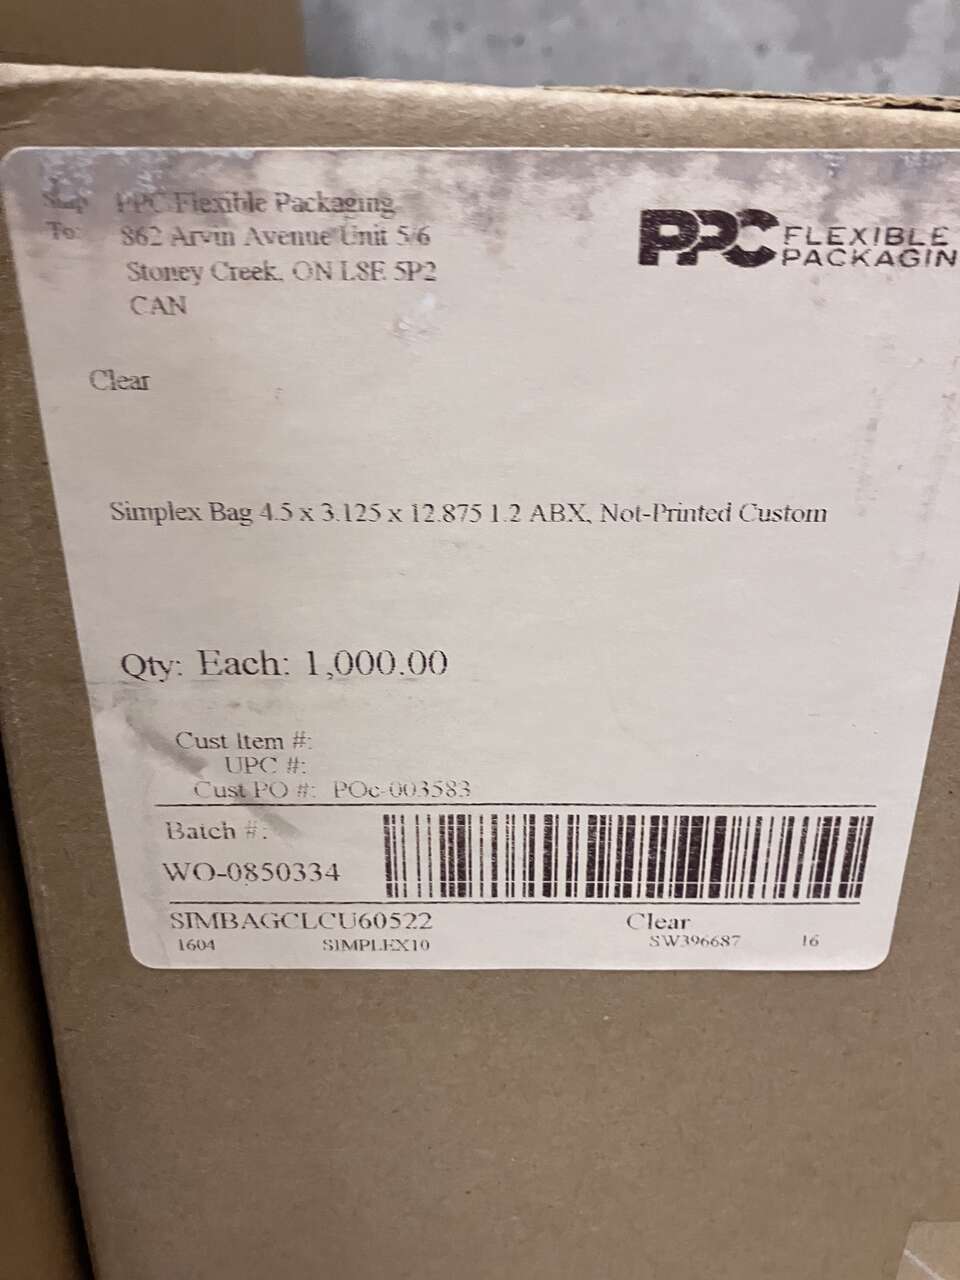 Ship PPC Flexible Packaging
To: 862 Arvin Avenue Unit 5/6
Stoney Creek, ON L8E 5P2
CAN
PPC FLEXIBLE
PACKAGIN
Clear
Simplex Bag 4.5 x 3.125 x 12.875 1.2 ABX, Not-Printed Custom
Qty: Each: 1,000.00
Cust Item #:
UPC #:
Cust PO #: POc-003583
Batch #:
WO-0850334
SIMBAGCLCU60522 Clear
1604 SIMPLEX10 SW396687 16